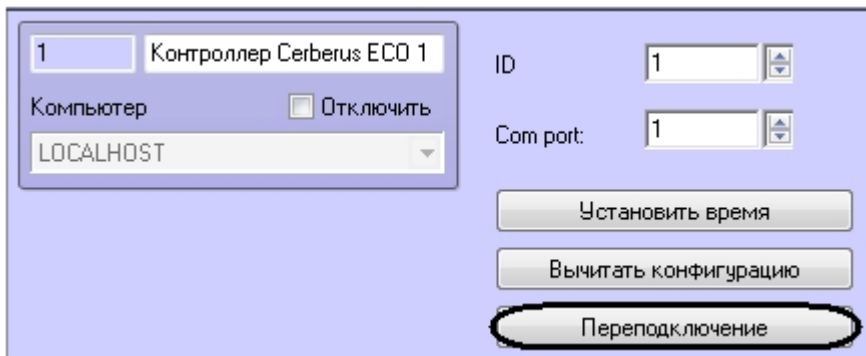 1
Контроллер Cerberus ECO 1
Компьютер
Отключить
LOCALHOST
ID
1
Com port:
1
Установить время
Вычитать конфигурацию
Переподключение